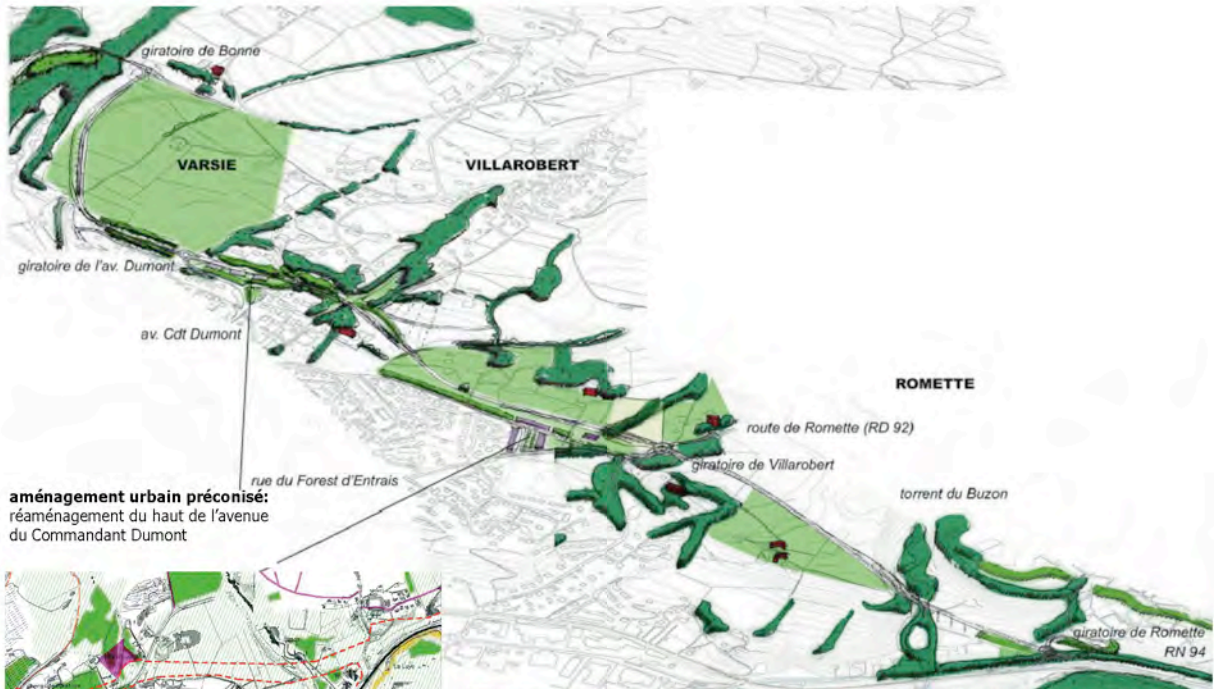 giratoire de Bonne
VARSIE
VILLAROBERT
giratoire de l'av. Dumont
av. Cdt Dumont
ROMETTE
route de Romette (RD 92)
giratoire de Villarobert
rue du Forest d'Entrais
torrent du Buzon
aménagement urbain préconisé:
réaménagement du haut de l'avenue
du Commandant Dumont
giratoire de Romette
RN 94